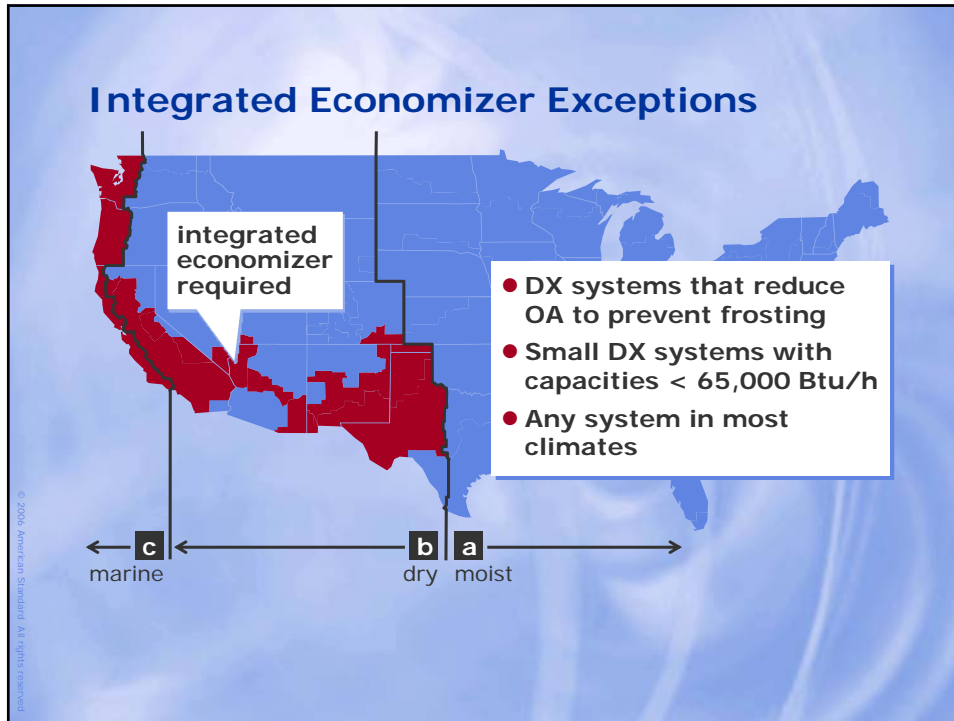 Integrated Economizer Exceptions
integrated
economizer
required
● DX systems that reduce
OA to prevent frosting
● Small DX systems with
capacities < 65,000 Btu/h
● Any system in most
climates
c
b
a
marine
dry
moist
© 2006 American Standard All rights reserved